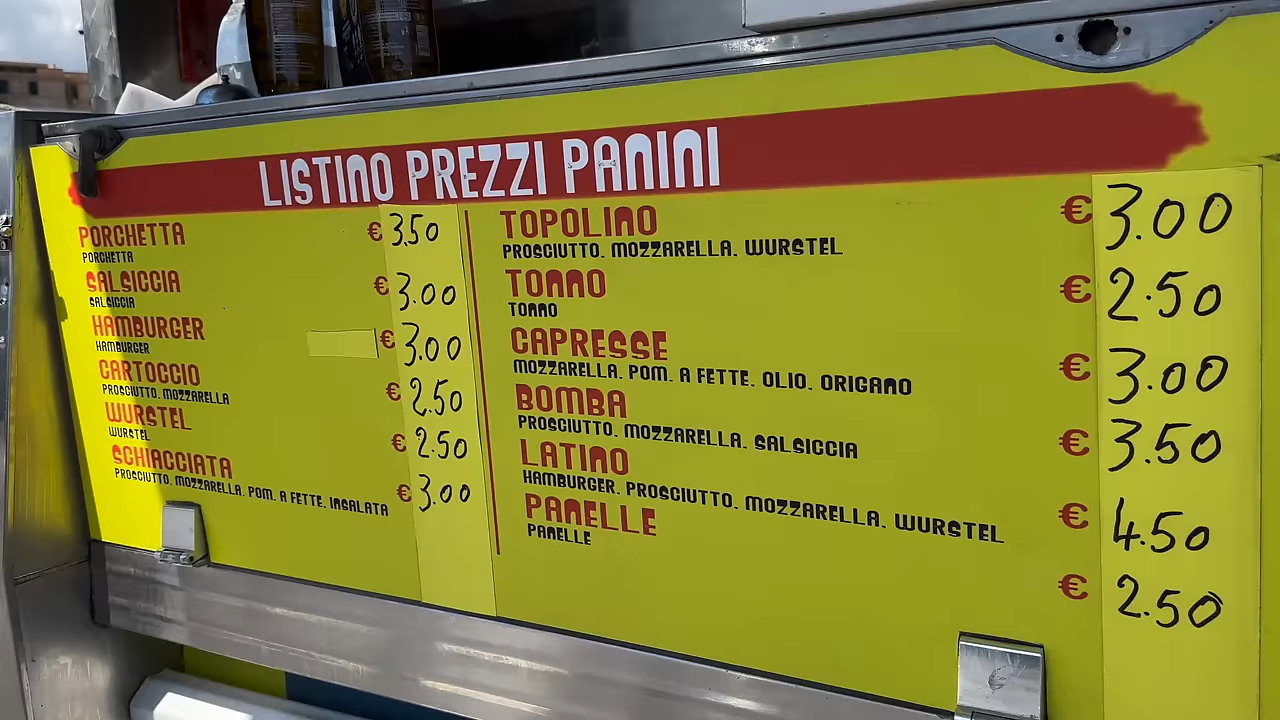 LISTINO PREZZI PANINI
PORCHETTA € 3.50
PORCHETTA
SALSICCIA € 3.00
SALSICCIA
HAMBURGER € 3.00
HAMBURGER
CARTOCCIO € 2.50
PROSCIUTTO. MOZZARELLA
WURSTEL € 2.50
WURSTEL
SCHIACCIATA € 3.00
PROSCIUTTO. MOZZARELLA. POM. A FETTE. INSALATA
TOPOLINO € 3.00
PROSCIUTTO. MOZZARELLA. WURSTEL
TONNO € 2.50
TONNO
CAPRESSE € 3.00
MOZZARELLA. POM. A FETTE. OLIO. ORIGANO
BOMBA € 3.50
PROSCIUTTO. MOZZARELLA. SALSICCIA
LATINO € 4.50
HAMBURGER. PROSCIUTTO. MOZZARELLA. WURSTEL
PANELLE € 2.50
PANELLE